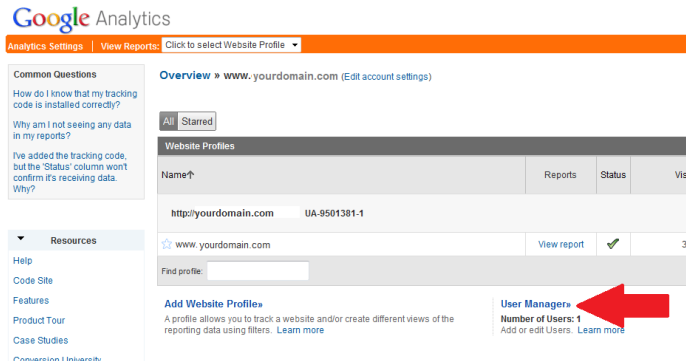 Google Analytics
Analytics Settings | View Reports: Click to select Website Profile
Common Questions
How do I know that my tracking
code is installed correctly?
Why am I not seeing any data
in my reports?
I've added the tracking code,
but the 'Status' column won't
confirm it's receiving data.
Why?
Resources
Help
Code Site
Features
Product Tour
Case Studies
Conversion University
Overview » www. yourdomain.com (Edit account settings)
All Starred
Website Profiles
Name↑ Reports Status Vis
http://yourdomain.com UA-9501381-1
www. yourdomain.com View report 3
Find profile:
Add Website Profile»
A profile allows you to track a website and/or create different views of the
reporting data using filters. Learn more
User Manager»
Number of Users: 1
Add or edit Users. Learn more